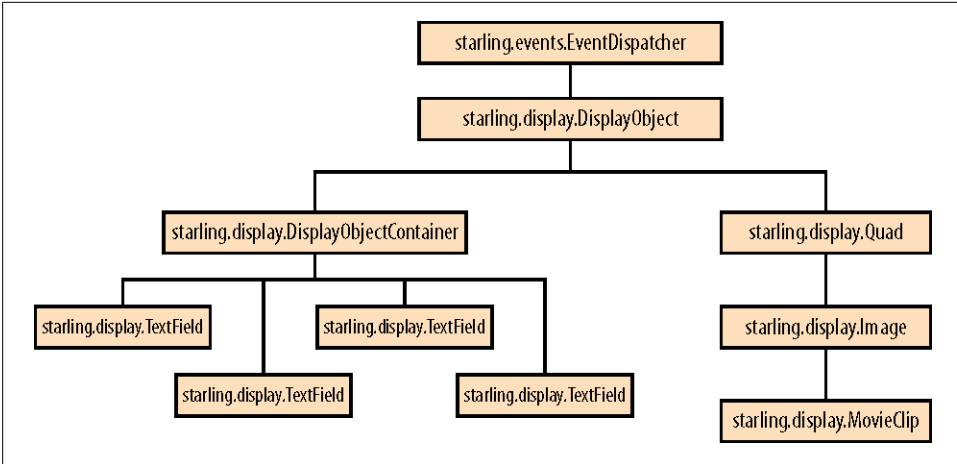 starling.events.EventDispatcher
starling.display.DisplayObject
starling.display.DisplayObjectContainer
starling.display.Quad
starling.display.TextField
starling.display.TextField
starling.display.Image
starling.display.TextField
starling.display.TextField
starling.display.MovieClip